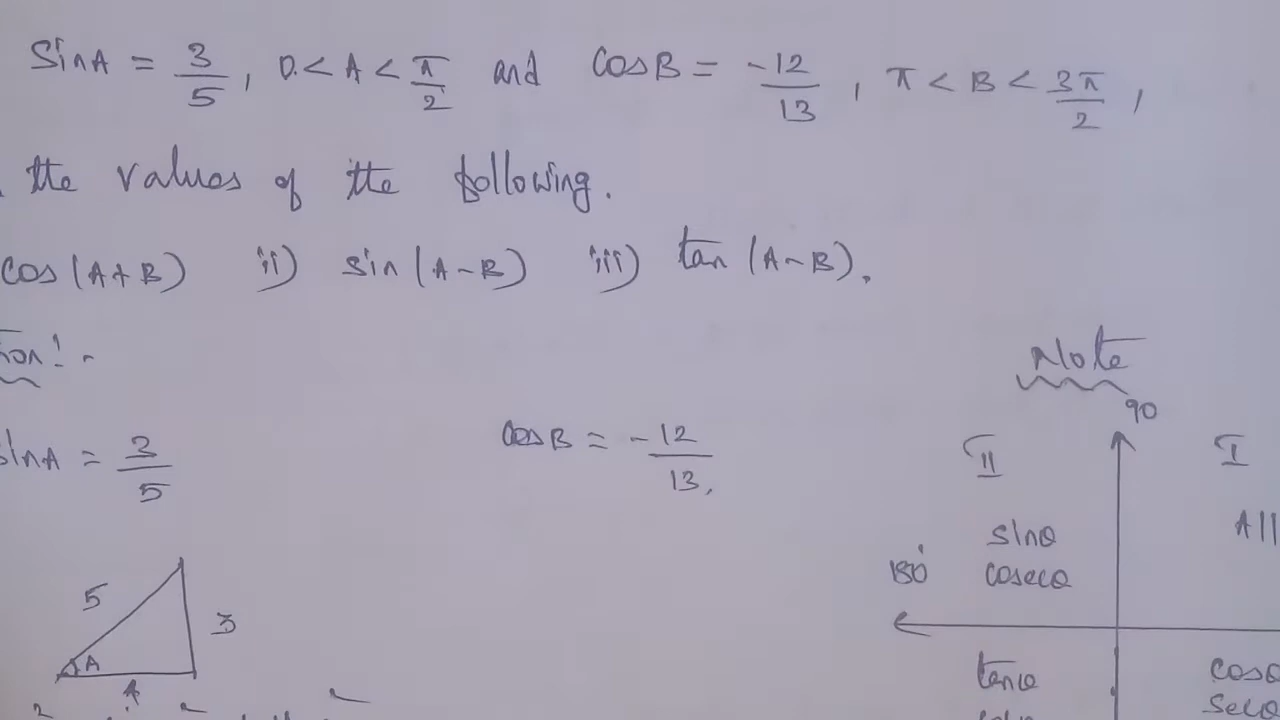 SinA = 3/5, 0 < A < π/2 and CosB = -12/13, π < B < 3π/2,
the values of the following.
cos(A+B) ii) sin(A-B) iii) tan(A-B).
Note
90
SinA = 3/5
CosB = -12/13.
II I
sinθ All
180° cosecθ
5 3
A
4
tanθ cosθ
secθ